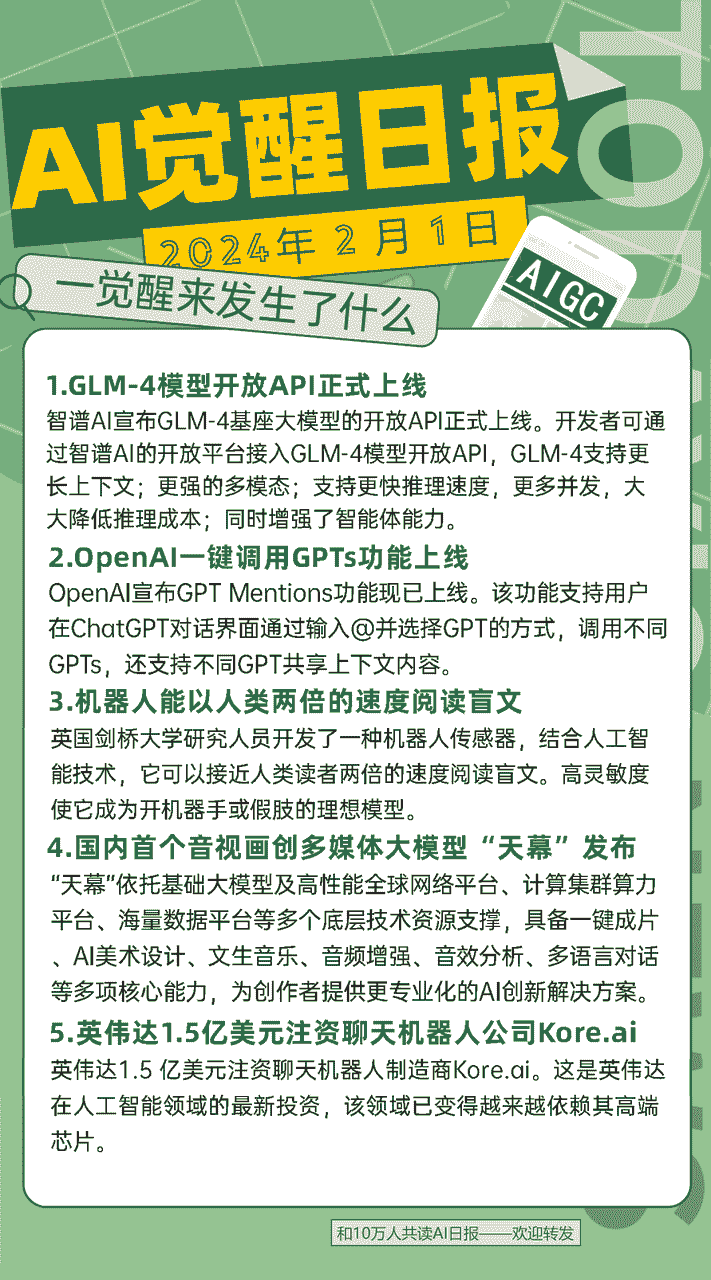 AI觉醒日报
2024年2月1日
一觉醒来发生了什么
AIGC
1.GLM-4模型开放API正式上线
智谱AI宣布GLM-4基座大模型的开放API正式上线。开发者可通
过智谱AI的开放平台接入GLM-4模型开放API，GLM-4支持更
长上下文；更强的多模态；支持更快推理速度，更多并发，大
大降低推理成本；同时增强了智能体能力。
2.OpenAI一键调用GPTs功能上线
OpenAI宣布GPT Mentions功能现已上线。该功能支持用户
在ChatGPT对话界面通过输入@并选择GPT的方式，调用不同
GPTs，还支持不同GPT共享上下文内容。
3.机器人能以人类两倍的速度阅读盲文
英国剑桥大学研究人员开发了一种机器人传感器，结合人工智
能技术，它可以接近人类读者两倍的速度阅读盲文。高灵敏度
使它成为开机器手或假肢的理想模型。
4.国内首个音视画创多媒体大模型“天幕”发布
“天幕”依托基础大模型及高性能全球网络平台、计算集群算力
平台、海量数据平台等多个底层技术资源支撑，具备一键成片
、AI美术设计、文生音乐、音频增强、音效分析、多语言对话
等多项核心能力，为创作者提供更专业化的AI创新解决方案。
5.英伟达1.5亿美元注资聊天机器人公司Kore.ai
英伟达1.5 亿美元注资聊天机器人制造商Kore.ai。这是英伟达
在人工智能领域的最新投资，该领域已变得越来越依赖其高端
芯片。
和10万人共读AI日报——欢迎转发